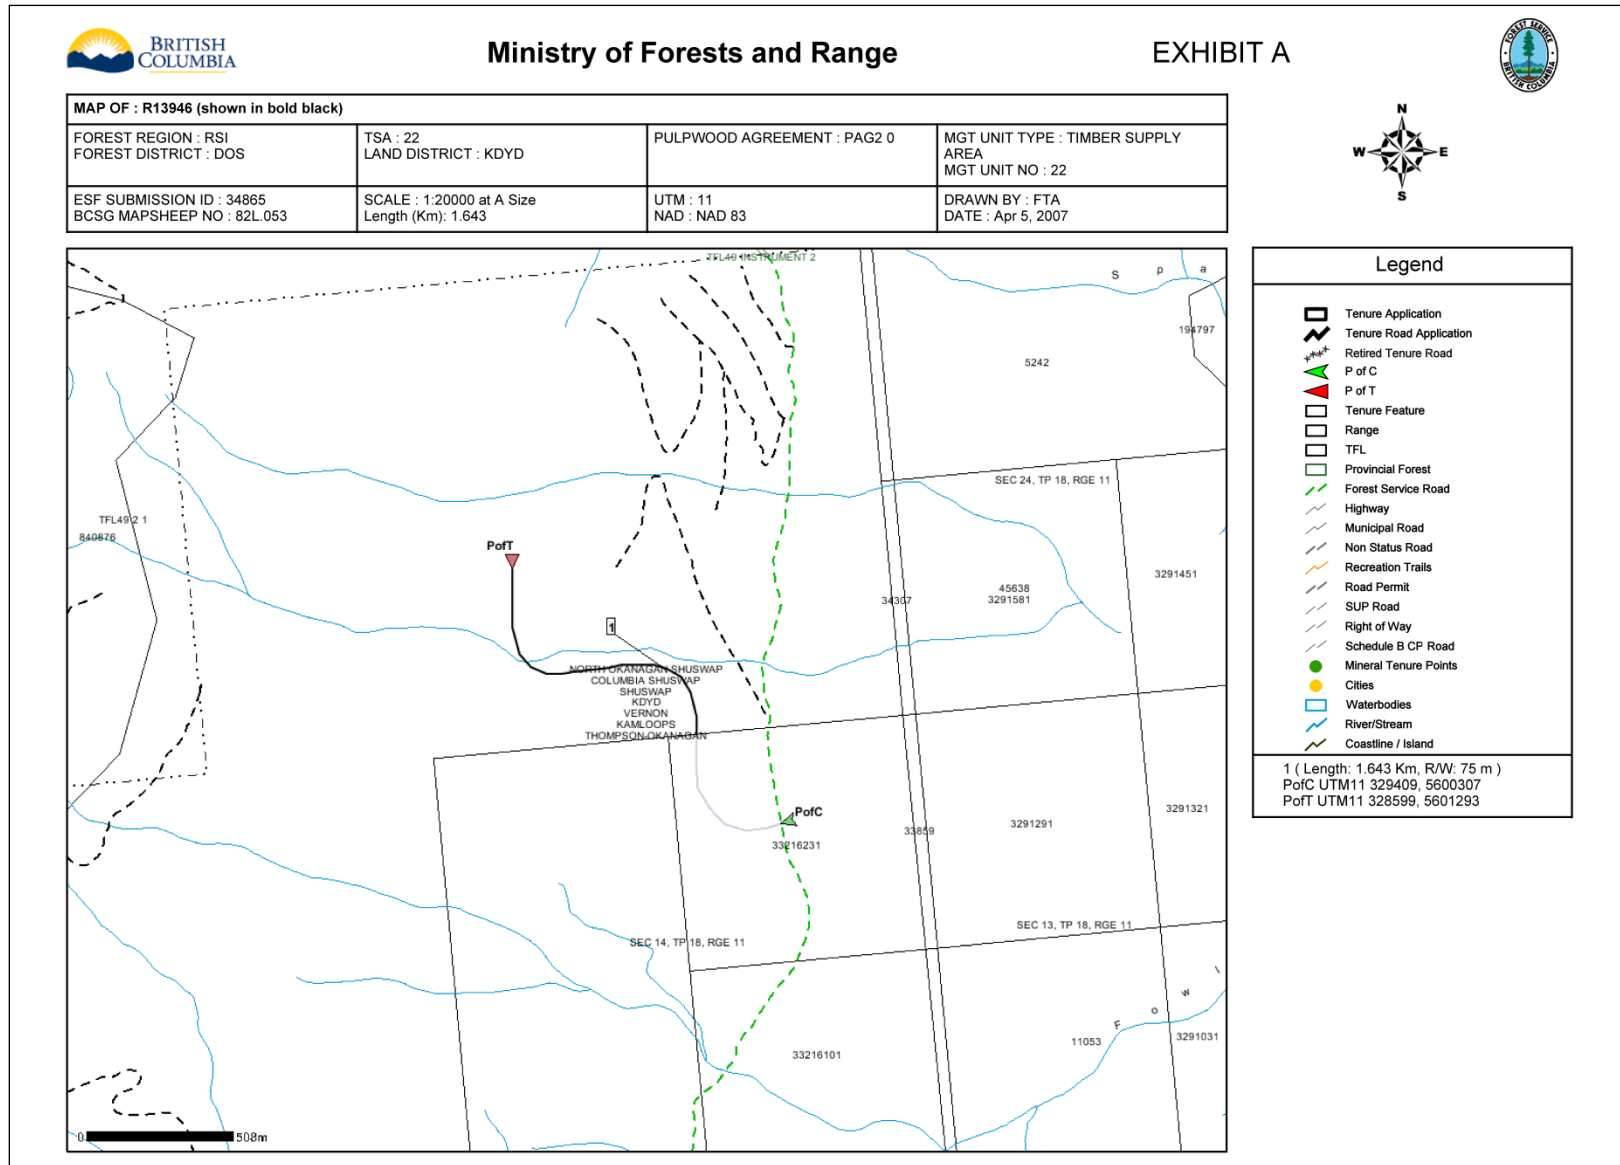 BRITISH
COLUMBIA
Ministry of Forests and Range
EXHIBIT A
FOREST SERVICE
BRITISH COLUMBIA
MAP OF : R13946 (shown in bold black)
FOREST REGION : RSI
FOREST DISTRICT : DOS
TSA : 22
LAND DISTRICT : KDYD
PULPWOOD AGREEMENT : PAG2 0
MGT UNIT TYPE : TIMBER SUPPLY
AREA
MGT UNIT NO : 22
ESF SUBMISSION ID : 34865
BCSG MAPSHEEP NO : 82L.053
SCALE : 1:20000 at A Size
Length (Km): 1.643
UTM : 11
NAD : NAD 83
DRAWN BY : FTA
DATE : Apr 5, 2007
N
W
E
S
TFL49 INSTRUMENT 2
S p a
194797
5242
SEC 24, TP 18, RGE 11
TFL49 2 1
840876
PofT
3291451
45638
3291581
34307
1
NORTH OKANAGAN SHUSWAP
COLUMBIA SHUSWAP
SHUSWAP
KDYD
VERNON
KAMLOOPS
THOMPSON-OKANAGAN
PofC
33216231
33859
3291291
3291321
SEC 14, TP 18, RGE 11
SEC 13, TP 18, RGE 11
F o w l
11053
3291031
33216101
0
508m
Legend
Tenure Application
Tenure Road Application
Retired Tenure Road
P of C
P of T
Tenure Feature
Range
TFL
Provincial Forest
Forest Service Road
Highway
Municipal Road
Non Status Road
Recreation Trails
Road Permit
SUP Road
Right of Way
Schedule B CP Road
Mineral Tenure Points
Cities
Waterbodies
River/Stream
Coastline / Island
1 ( Length: 1.643 Km, R/W: 75 m )
PofC UTM11 329409, 5600307
PofT UTM11 328599, 5601293